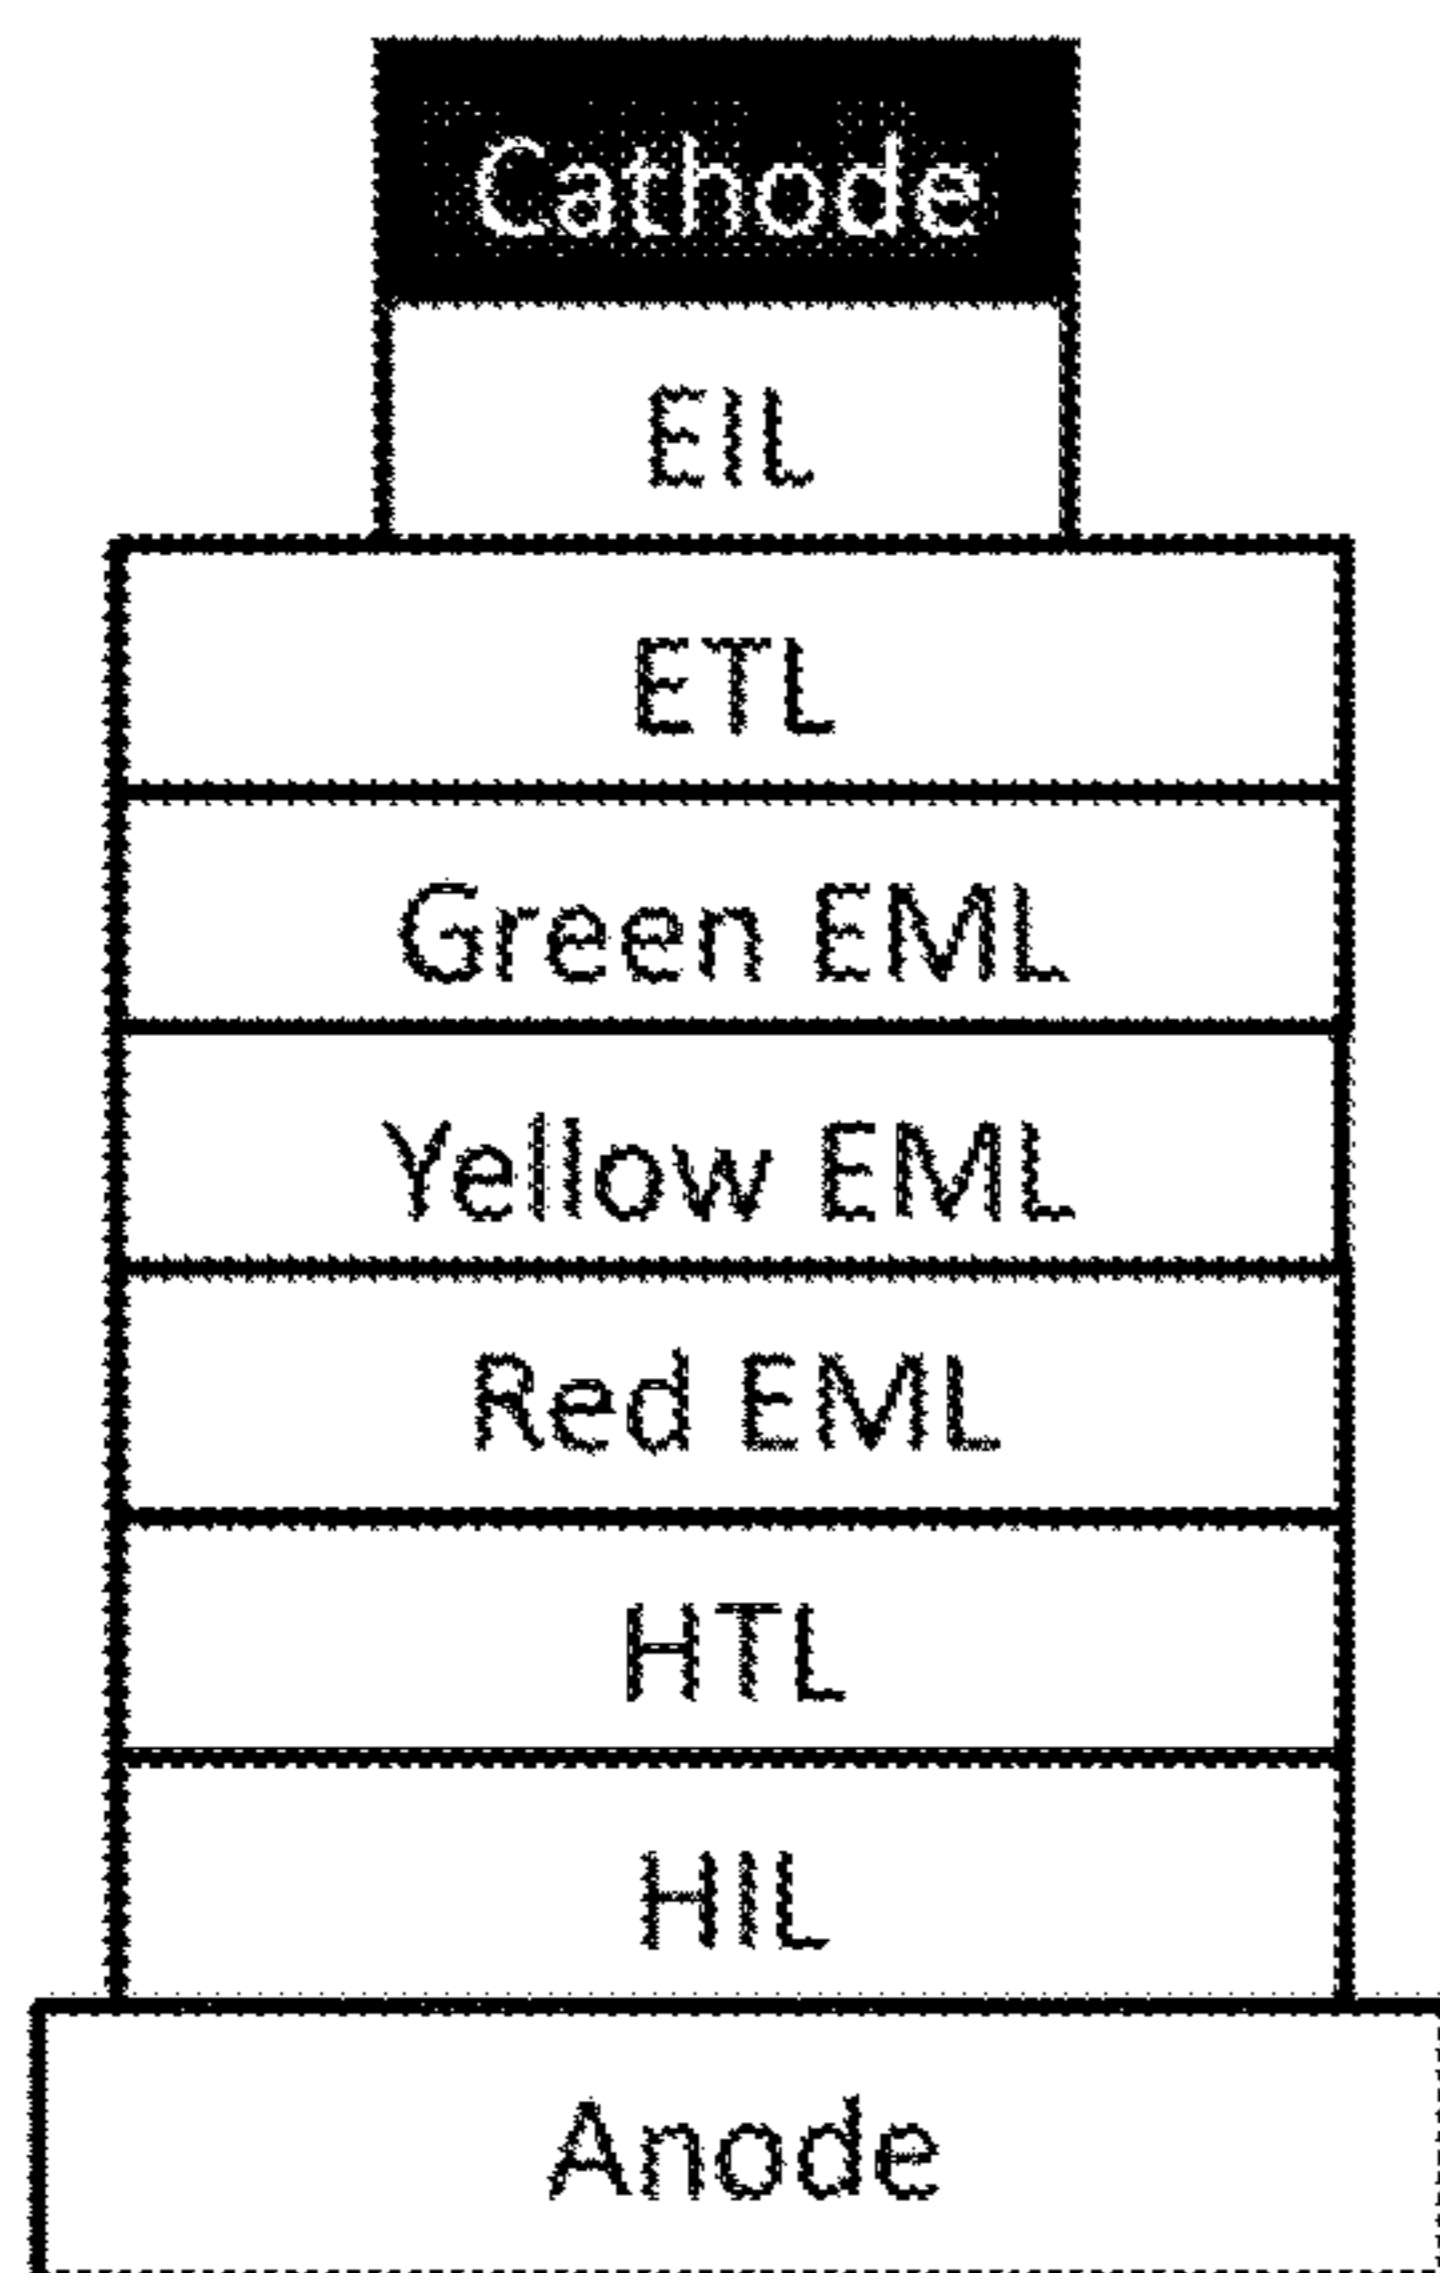 Cathode
EIL
ETL
Green EML
Yellow EML
Red EML
HTL
HIL
Anode